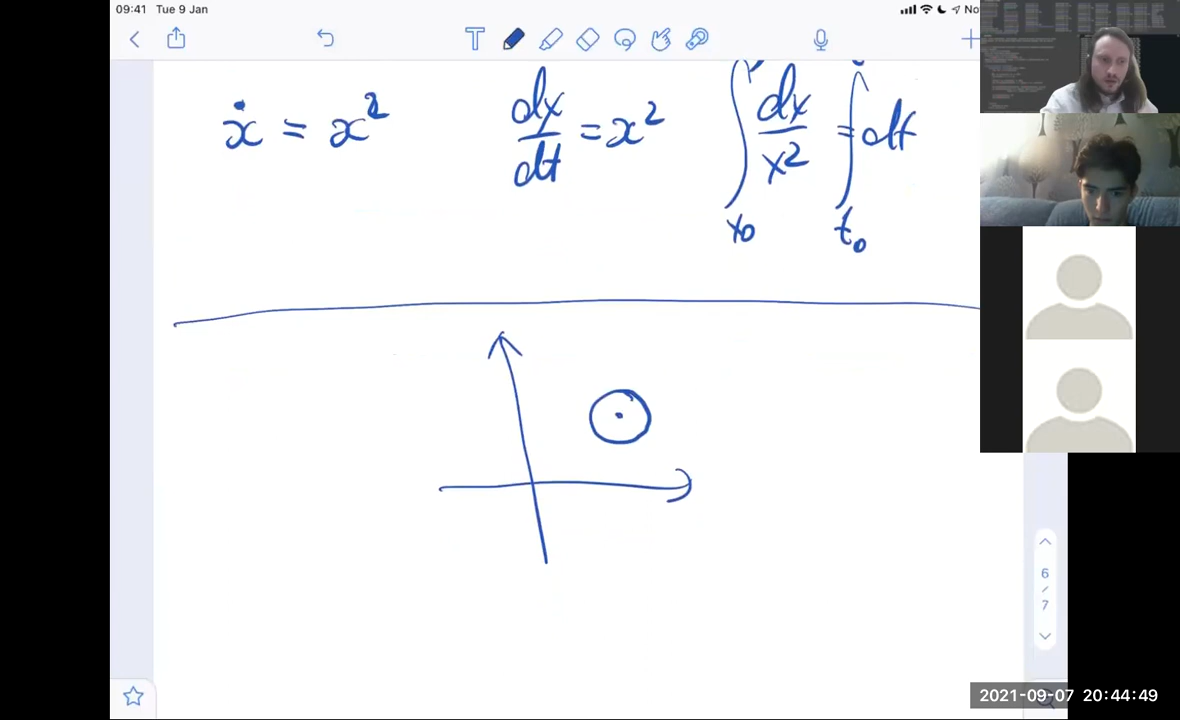 09:41 Tue 9 Jan
No
T
ẋ = x² dx/dt = x² ∫ dx/x² = ∫ dt
x₀ t₀
6
/
7
2021-09-07 20:44:49